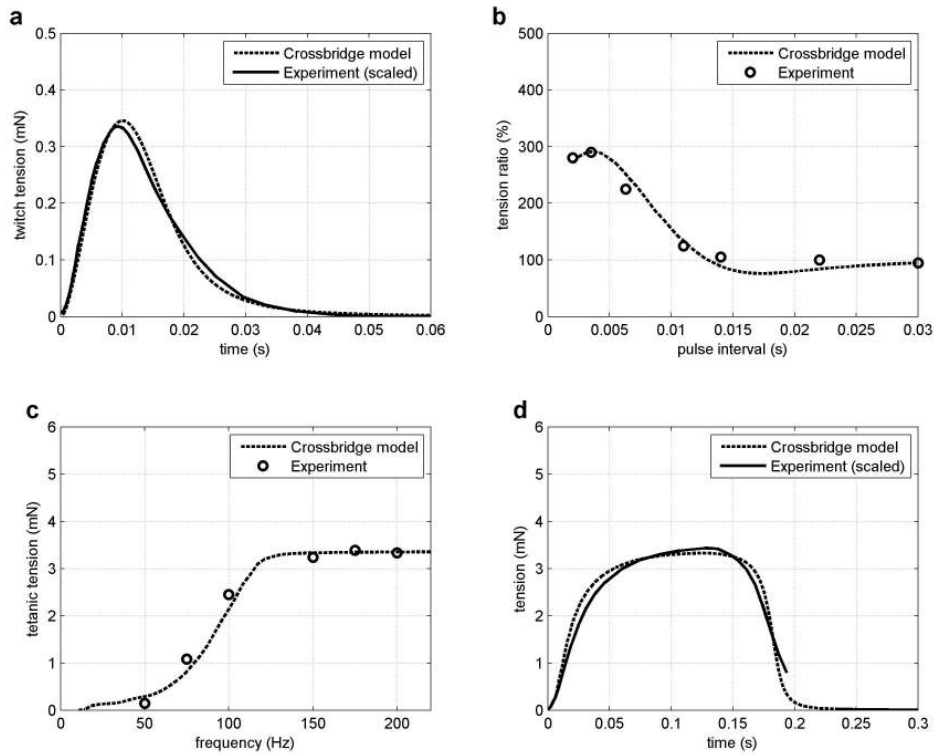 a
0.5
0.4
0.3
0.2
0.1
0
twitch tension (mN)
Crossbridge model
Experiment (scaled)
0 0.01 0.02 0.03 0.04 0.05 0.06
time (s)
b
500
400
300
200
100
0
tension ratio (%)
Crossbridge model
Experiment
0 0.005 0.01 0.015 0.02 0.025 0.03
pulse interval (s)
c
6
5
4
3
2
1
0
tetanic tension (mN)
Crossbridge model
Experiment
0 50 100 150 200
frequency (Hz)
d
6
5
4
3
2
1
0
tension (mN)
Crossbridge model
Experiment (scaled)
0 0.05 0.1 0.15 0.2 0.25 0.3
time (s)